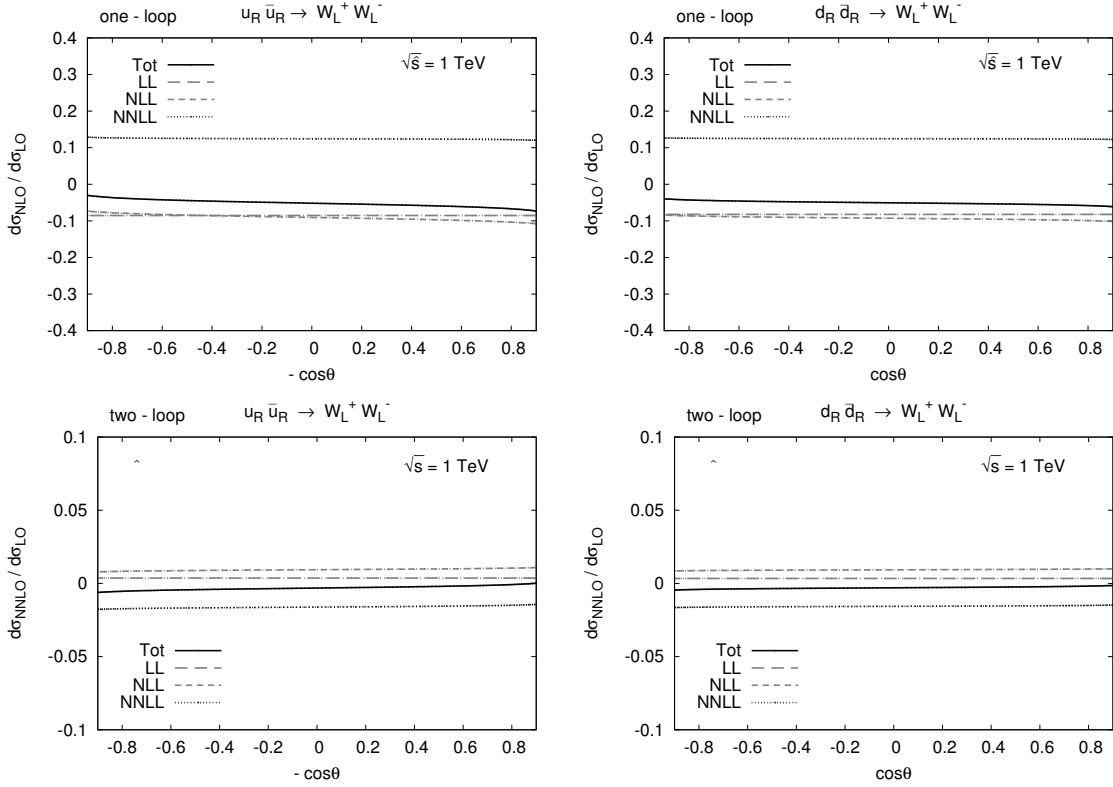 one - loop u_R ū_R → W_L⁺ W_L⁻
0.4
0.3
0.2
0.1
0
-0.1
-0.2
-0.3
-0.4
dσ_NLO / dσ_LO
Tot
LL
NLL
NNLL
√ŝ = 1 TeV
-0.8 -0.6 -0.4 -0.2 0 0.2 0.4 0.6 0.8
- cosθ
one - loop d_R d̄_R → W_L⁺ W_L⁻
0.4
0.3
0.2
0.1
0
-0.1
-0.2
-0.3
-0.4
dσ_NLO / dσ_LO
Tot
LL
NLL
NNLL
√ŝ = 1 TeV
-0.8 -0.6 -0.4 -0.2 0 0.2 0.4 0.6 0.8
cosθ
two - loop u_R ū_R → W_L⁺ W_L⁻
0.1
0.05
0
-0.05
-0.1
dσ_NNLO / dσ_LO
ˆ
√s = 1 TeV
Tot
LL
NLL
NNLL
-0.8 -0.6 -0.4 -0.2 0 0.2 0.4 0.6 0.8
- cosθ
two - loop d_R d̄_R → W_L⁺ W_L⁻
0.1
0.05
0
-0.05
-0.1
dσ_NNLO / dσ_LO
ˆ
√s = 1 TeV
Tot
LL
NLL
NNLL
-0.8 -0.6 -0.4 -0.2 0 0.2 0.4 0.6 0.8
cosθ